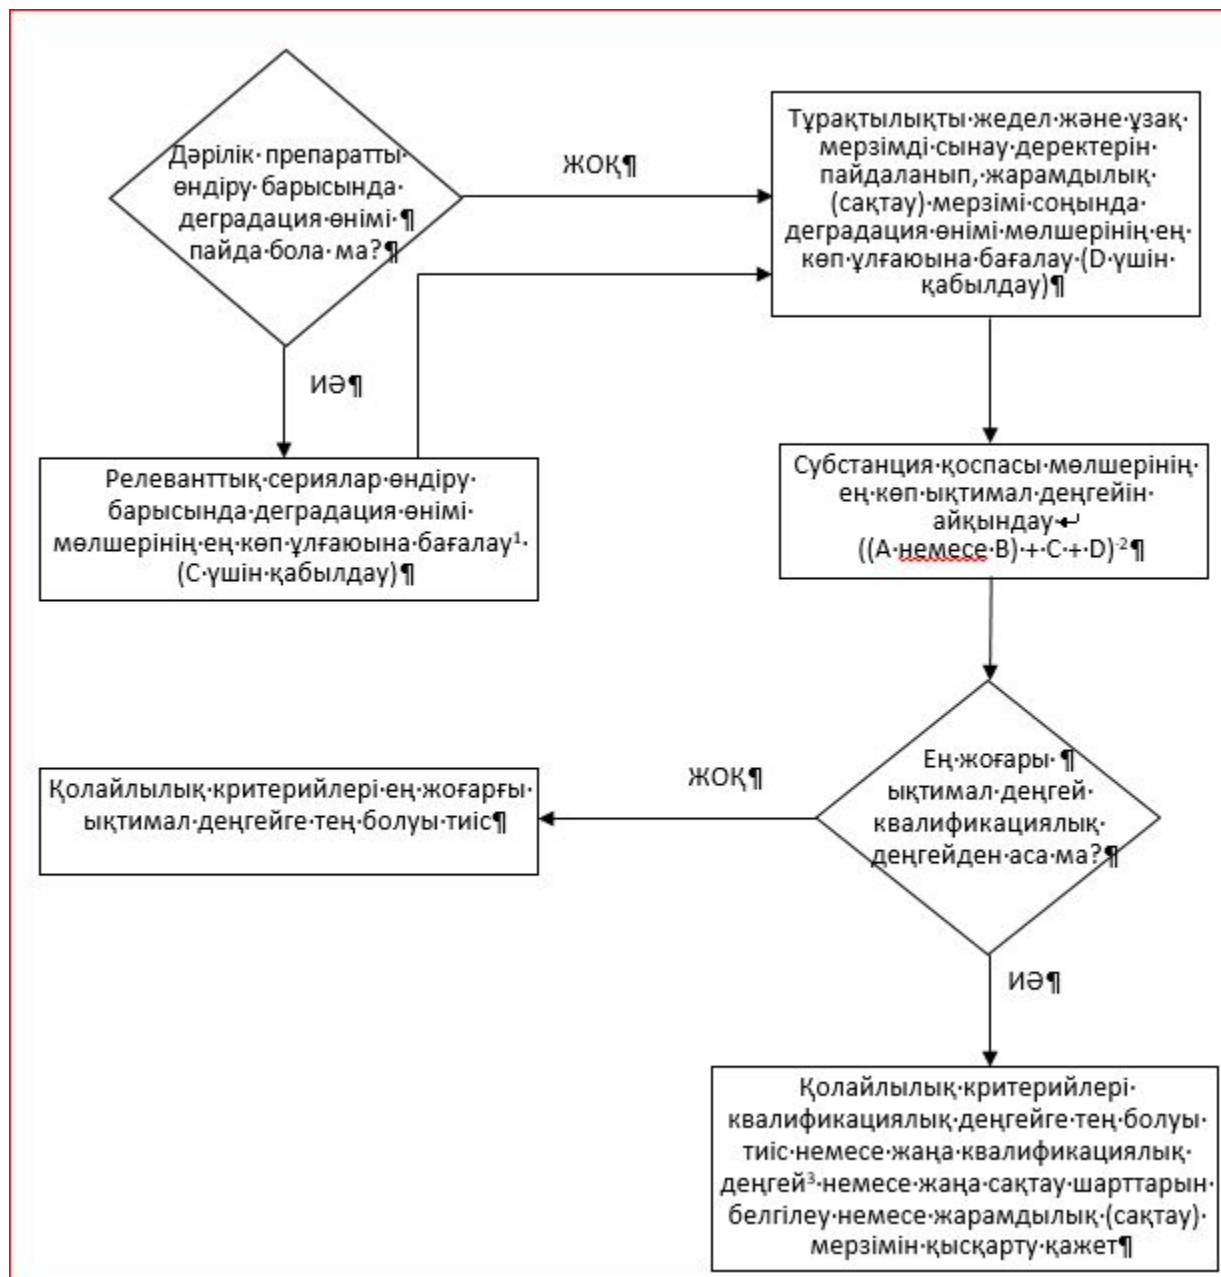 Дәрілік препаратты
өндіру барысында
деградация өнімі ¶
пайда бола ма?¶
ЖОҚ¶
Тұрақтылықты жедел және ұзақ
мерзімді сынау деректерін
пайдаланып, жарамдылық
(сақтау) мерзімі соңында
деградация өнімі мөлшерінің ең
көп ұлғаюына бағалау (D үшін
қабылдау)¶
ИӘ¶
Релеванттық сериялар өндіру
барысында деградация өнімі
мөлшерінің ең көп ұлғаюына бағалау¹
(С үшін қабылдау)¶
Субстанция қоспасы мөлшерінің
ең көп ықтимал деңгейін
айқындау ↵
((A немесе B) + C + D)⁻²¶
Ең жоғары ¶
ықтимал деңгей
квалификациялық
деңгейден аса ма?¶
ЖОҚ¶
Қолайлылық критерийлері ең жоғарғы
ықтимал деңгейге тең болуы тиіс¶
ИӘ¶
Қолайлылық критерийлері
квалификациялық деңгейге тең болуы
тиіс немесе жаңа квалификациялық
деңгей³ немесе жаңа сақтау шарттарын
белгілеу немесе жарамдылық (сақтау)
мерзімін қысқарту қажет¶